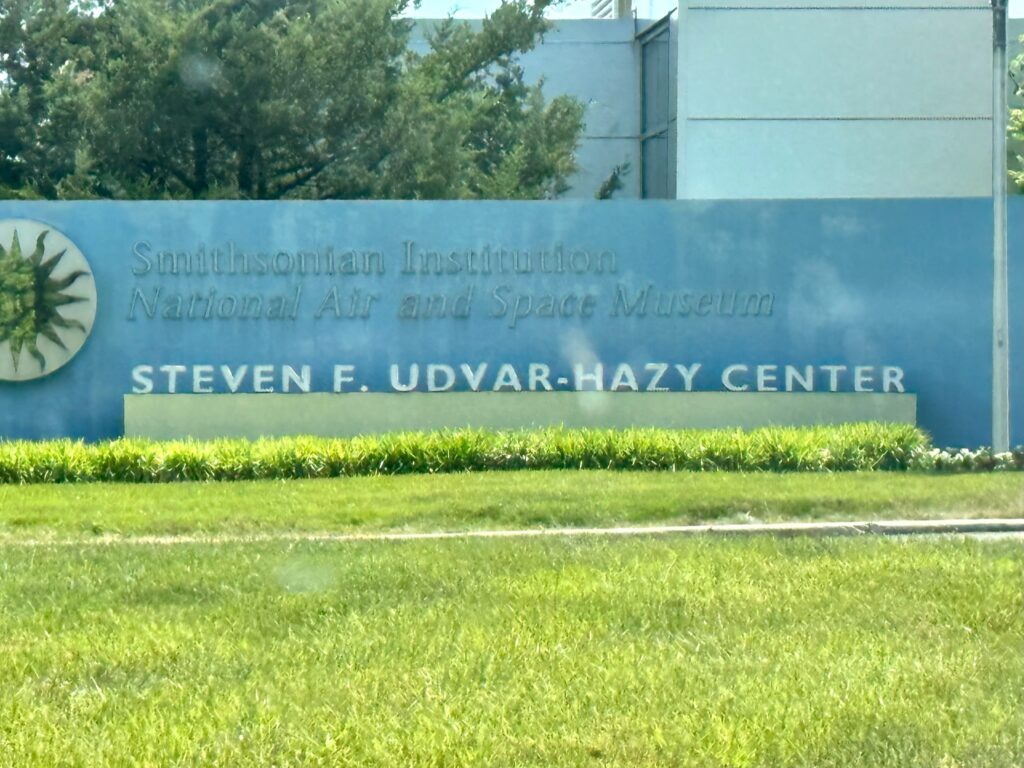 Smithsonian Institution
National Air and Space Museum
STEVEN F. UDVAR-HAZY CENTER